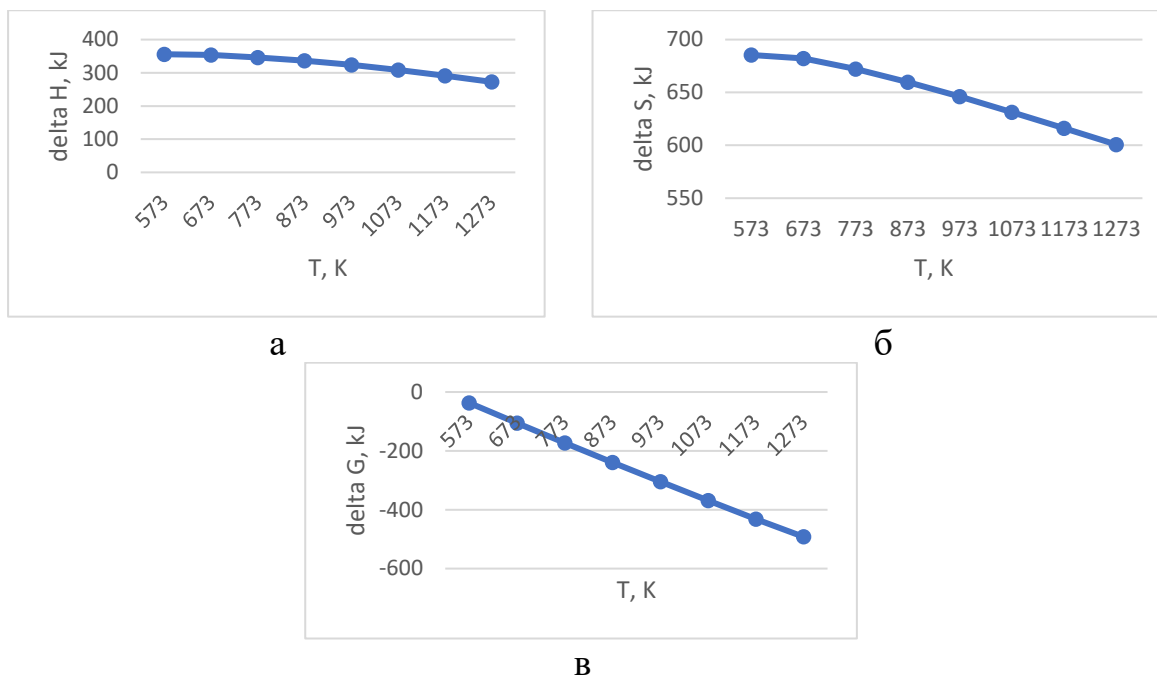 400
300
200
100
0
delta H, kJ
573 673 773 873 973 1073 1173 1273
T, K
а
700
650
600
550
delta S, kJ
573 673 773 873 973 1073 1173 1273
T, K
б
0
-200
-400
-600
delta G, kJ
573 673 773 873 973 1073 1173 1273
T, K
в